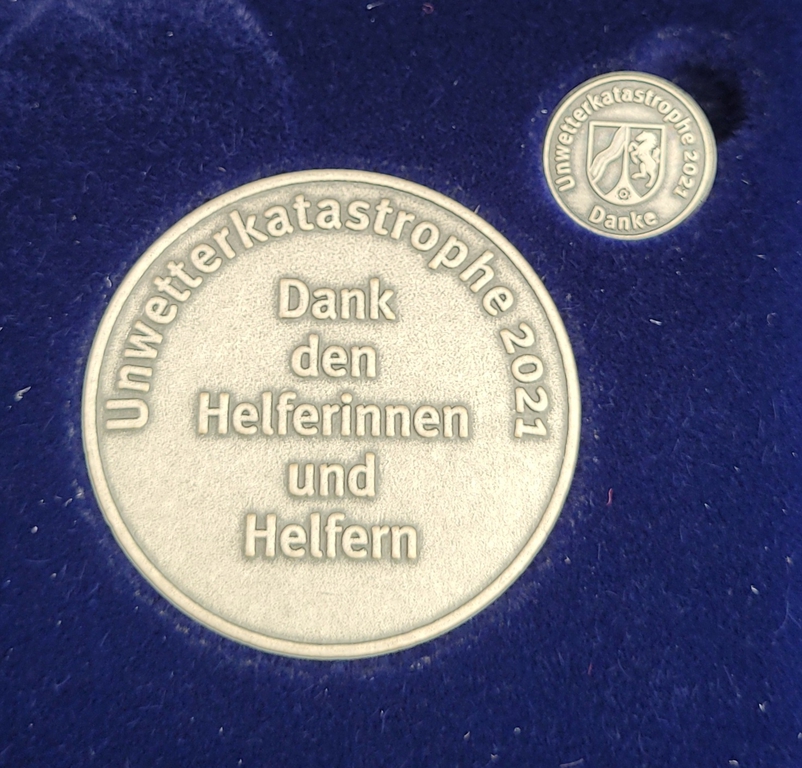 Unwetterkatastrophe 2021
Dank
den
Helferinnen
und
Helfern
Unwetterkatastrophe 2021
Danke